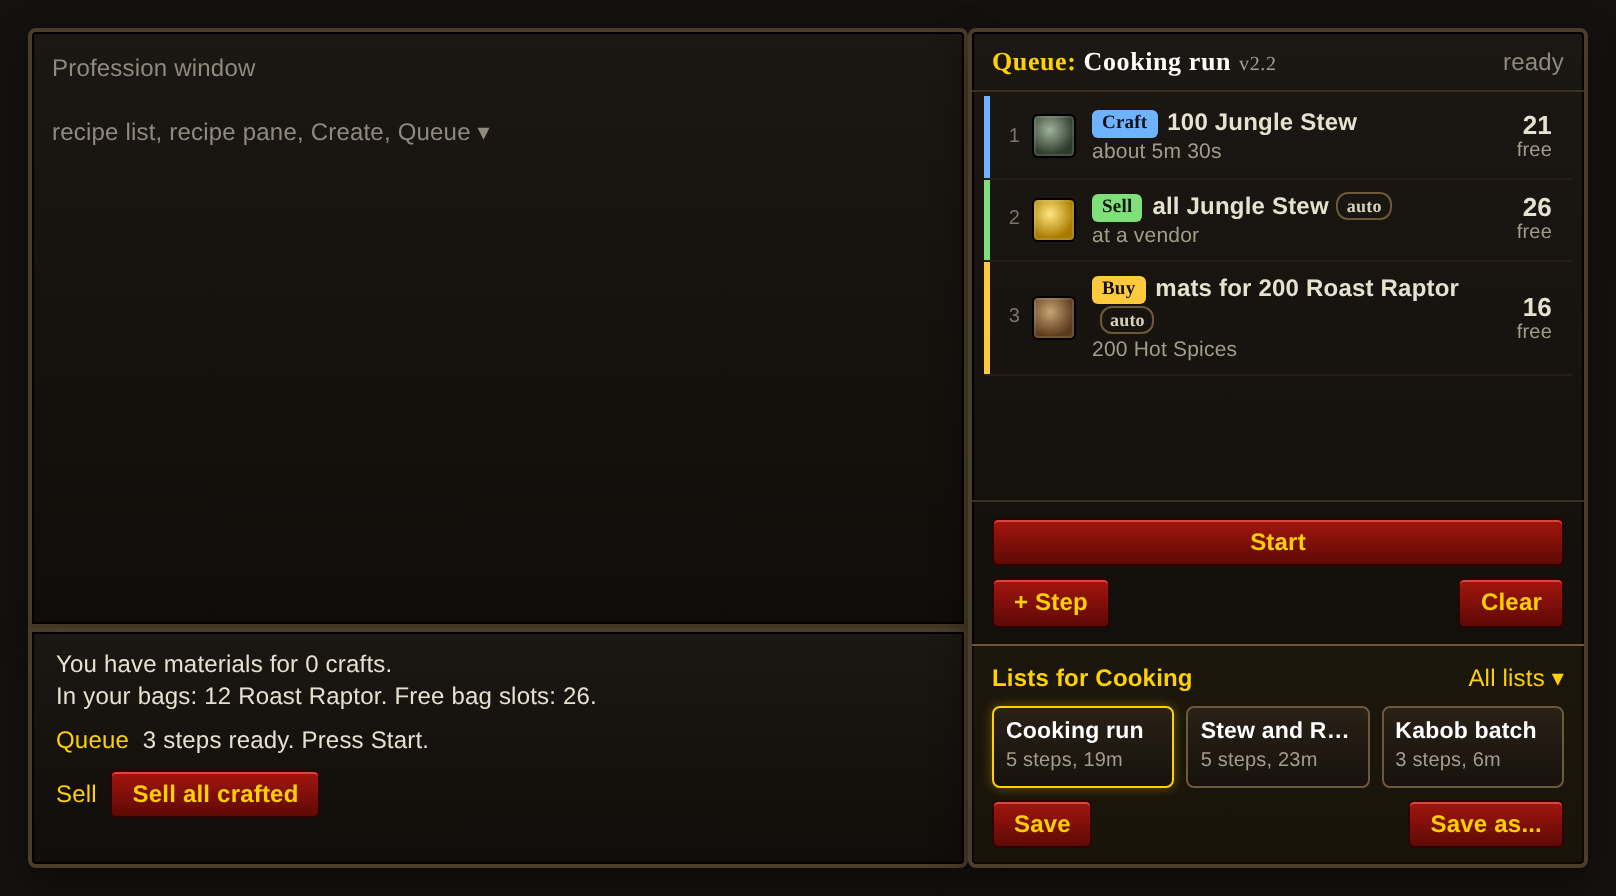 Profession window
recipe list, recipe pane, Create, Queue ▾
You have materials for 0 crafts.
In your bags: 12 Roast Raptor. Free bag slots: 26.
Queue 3 steps ready. Press Start.
Sell Sell all crafted
Queue: Cooking run v2.2 ready
1 Craft 100 Jungle Stew 21
about 5m 30s free
2 Sell all Jungle Stew auto 26
at a vendor free
3 Buy mats for 200 Roast Raptor 16
auto free
200 Hot Spices
Start
+ Step Clear
Lists for Cooking All lists ▾
Cooking run Stew and R… Kabob batch
5 steps, 19m 5 steps, 23m 3 steps, 6m
Save Save as...